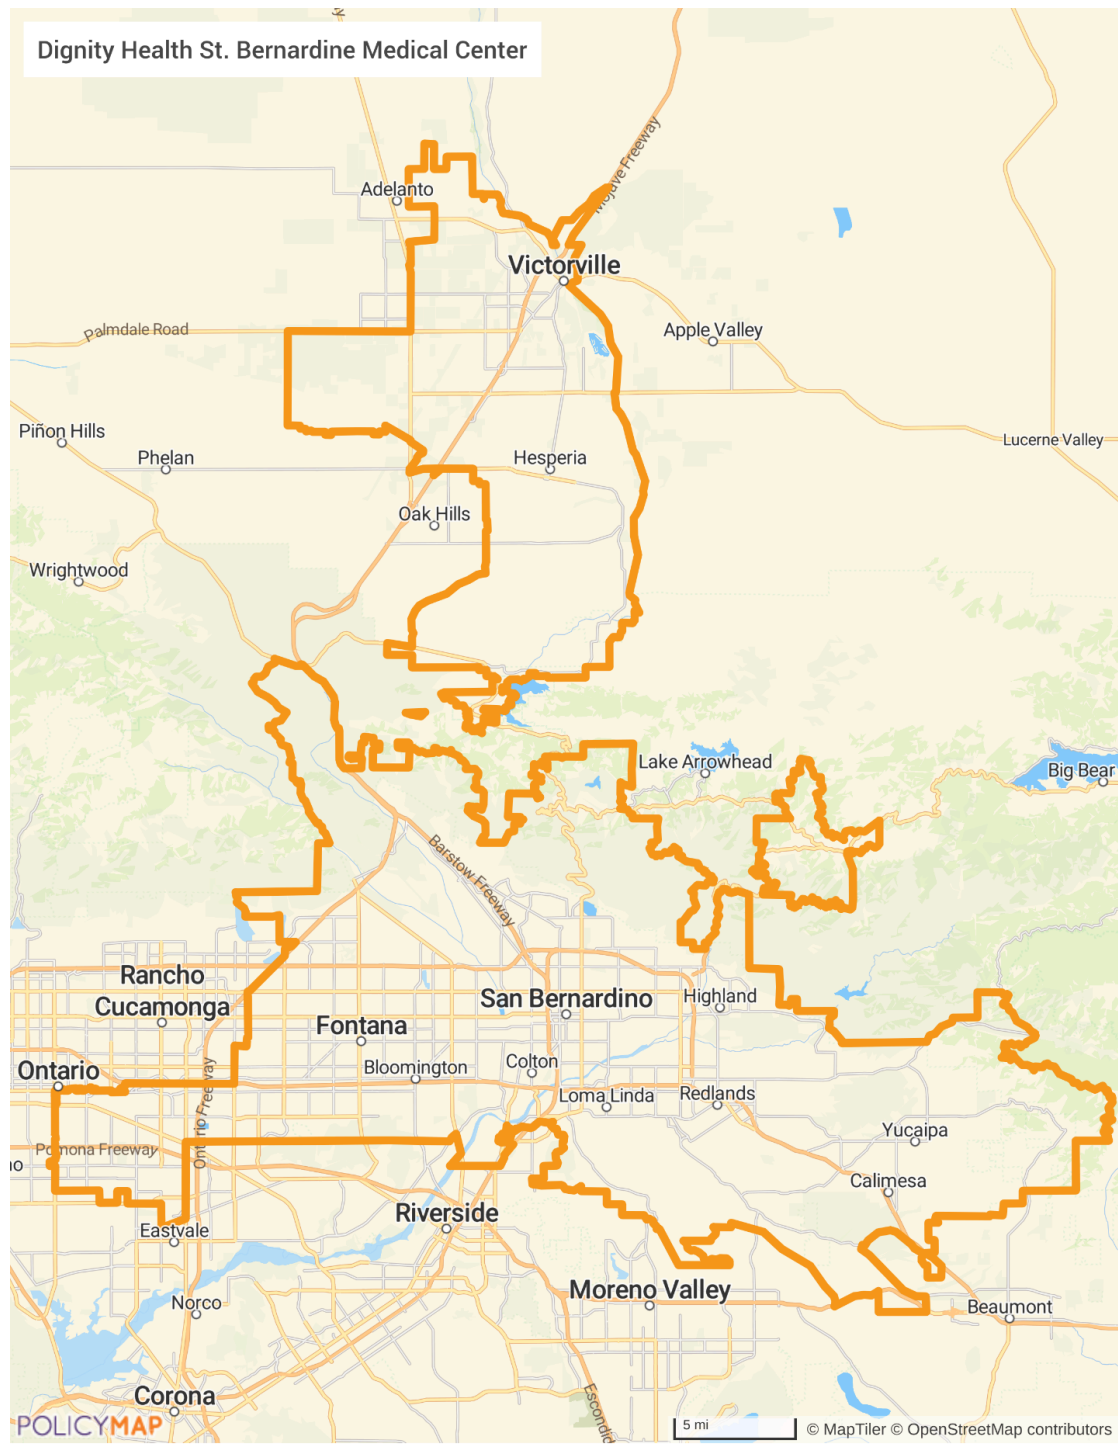 Dignity Health St. Bernardine Medical Center
Mojave Freeway
Adelanto
Victorville
Palmdale Road
Apple Valley
Piñon Hills
Lucerne Valley
Phelan
Hesperia
Oak Hills
Wrightwood
Lake Arrowhead
Big Bear
Barstow Freeway
Rancho
Cucamonga
San Bernardino
Highland
Fontana
Ontario
Bloomington
Colton
Loma Linda
Redlands
Ontario Freeway
Pomona Freeway
Yucaipa
no
Calimesa
Riverside
Eastvale
Moreno Valley
Norco
Beaumont
Corona
Escondid
POLICYMAP
5 mi
© MapTiler © OpenStreetMap contributors